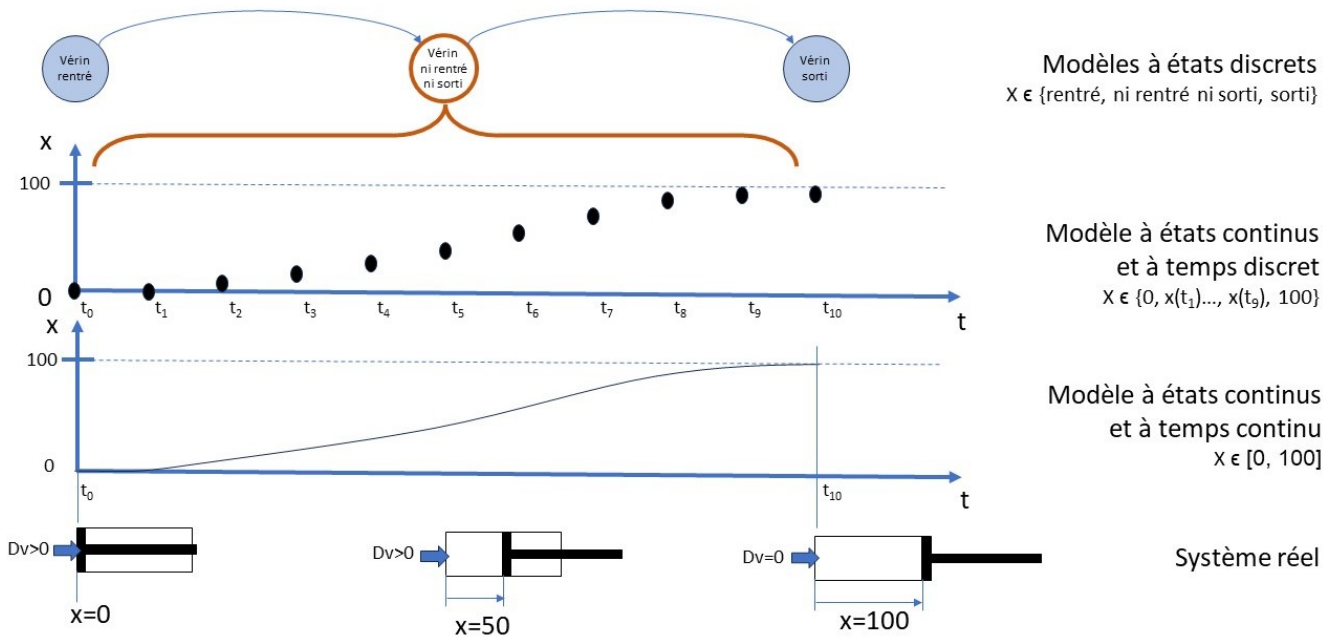 Vérin
rentré
Vérin
ni rentré
ni sorti
Vérin
sorti
Modèles à états discrets
X ϵ {rentré, ni rentré ni sorti, sorti}
x
100
0
t₀
t₁
t₂
t₃
t₄
t₅
t₆
t₇
t₈
t₉
t₁₀
t
Modèle à états continus
et à temps discret
X ϵ {0, x(t₁)..., x(t₉), 100}
x
100
0
t₀
t₁₀
t
Modèle à états continus
et à temps continu
X ϵ [0, 100]
Dv>0
Dv>0
Dv=0
Système réel
x=0
x=50
x=100